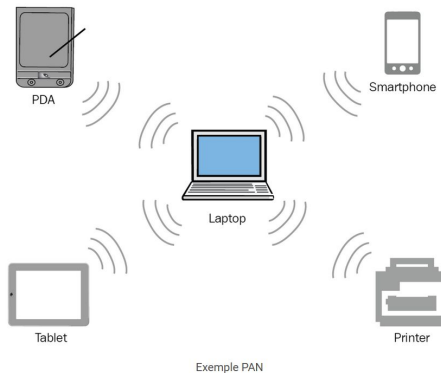 PDA
Smartphone
Laptop
Tablet
Printer
Exemple PAN